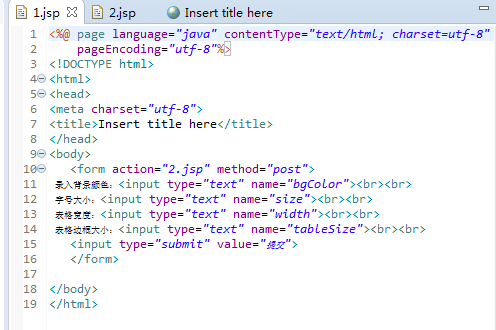 1.jsp 2.jsp Insert title here
1 <%@ page language="java" contentType="text/html; charset=utf-8"
2 pageEncoding="utf-8"%>
3 <!DOCTYPE html>
4 <html>
5 <head>
6 <meta charset="utf-8">
7 <title>Insert title here</title>
8 </head>
9 <body>
10 <form action="2.jsp" method="post">
11 录入背景颜色：<input type="text" name="bgColor"><br><br>
12 字号大小：<input type="text" name="size"><br><br>
13 表格宽度：<input type="text" name="width"><br><br>
14 表格边框大小：<input type="text" name="tableSize"><br><br>
15 <input type="submit" value="提交">
16 </form>
17
18 </body>
19 </html>